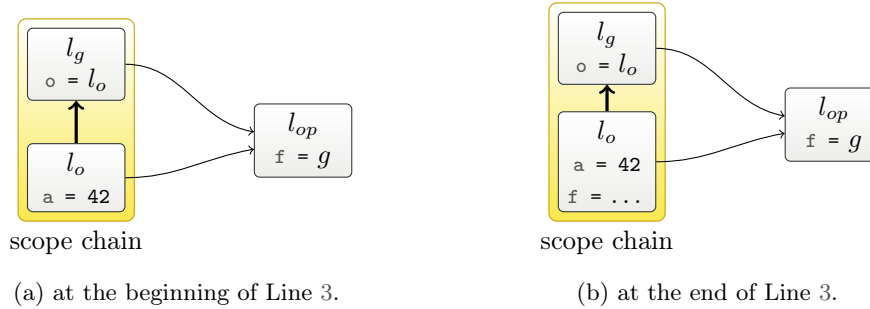 l_g
o = l_o
l_o
a = 42
l_op
f = g
scope chain
(a) at the beginning of Line 3.
l_g
o = l_o
l_o
a = 42
f = ...
l_op
f = g
scope chain
(b) at the end of Line 3.